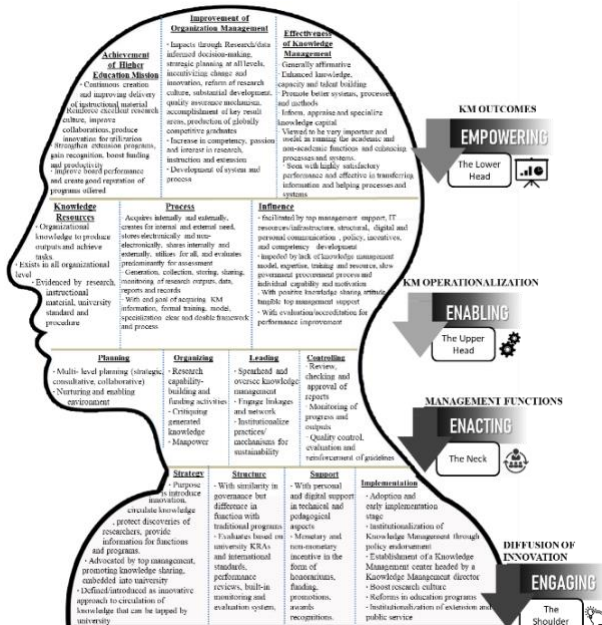 Improvement of
Organization Management
· Impacts through Research/data
informed decision-making,
strategic planning at all levels,
incentivizing change and
innovation, reform of research
culture, substantial development,
quality assurance mechanism,
accomplishment of key result
areas, production of globally
competitive graduates
· Increase in competency, passion
and interest in research,
instruction and extension
· Development of system and
process
Achievement
of Higher
Education Mission
· Continuous creation
and improving delivery
of instructional material
· Reinforce excellent research
culture, improve
collaborations, produce
innovation for utilization
· Strengthen extension programs,
gain recognition, boost funding
and productivity
· Improve board performance
and create good reputation of
programs offered
Effectiveness
of Knowledge
Management
· Generally affirmative
· Enhanced knowledge,
capacity and talent building
· Promote better systems, processes
and methods
· Inform, appraise and specialize
knowledge capital
· Viewed to be very important and
model in running the academic and
non-academic functions and enhancing
processes and systems.
· Seen with highly satisfactory
performance and effective in transferring
information and helping processes and
systems
KM OUTCOMES
EMPOWERING
The Lower
Head
Knowledge
Resources
· Organizational
knowledge to produce
outputs and achieve
tasks.
· Exists in all organizational
level
· Evidenced by research,
instructional
material, university
standard and
procedure
Process
· Acquires internally and externally,
creates for internal and external need,
stores electronically and non-
electronically, shares internally and
externally, utilizes for all, and evaluates
predominantly for assessment
· Generation, collection, storing, sharing,
monitoring of research outputs, data,
reports and records
· With end goal of acquiring KM
information, formal training, model,
specialization clear and doable framework
and process
Influence
· facilitated by top management support, IT
resources/infrastructure, structural, digital and
personal communication , policy, incentives,
and competency development
· impeded by lack of knowledge management
model, expertise, training and resource, slow
government procurement process and
individual capability and motivation
· With positive knowledge sharing attitude,
tangible top management support
· With evaluation/accreditation for
performance improvement
KM OPERATIONALIZATION
ENABLING
The Upper
Head
Planning
· Multi- level planning (strategic,
consultative, collaborative)
· Nurturing and enabling
environment
Organizing
· Research
capability-
building and
funding activities
· Critiquing
generated
knowledge
· Manpower
Leading
· Spearhead and
oversee knowledge
management
· Engage linkages
and network
· Institutionalize
practices/
mechanisms for
sustainability
Controlling
· Review,
checking and
approval of
reports
· Monitoring of
progress and
outputs
· Quality control,
evaluation and
reinforcement of guidelines
MANAGEMENT FUNCTIONS
ENACTING
The Neck
Strategy
· Purpose
is introduce
innovation,
circulate knowledge
, protect discoveries of
researchers, provide
information for functions
and programs.
· Advocated by top management,
promoting knowledge sharing,
embedded into university
· Defined/introduced as innovative
approach to circulation of
knowledge that can be tapped by
university
Structure
· With similarity in
governance but
difference in
function with
traditional programs
· Evaluates based on
university KRAs
and international
standards,
performance
reviews, built-in
monitoring and
evaluation system.
Support
· With personal
and digital support
in technical and
pedagogical
aspects
· Monetary and
non-monetary
incentive in the
form of
honorariums,
funding,
promotions,
awards
recognitions.
Implementation
· Adoption and
early implementation
stage
· Institutionalization of
Knowledge Management through
policy endorsement
· Establishment of a Knowledge
Management center headed by a
Knowledge Management director
· Boost research culture
· Reforms in education programs
· Institutionalization of extension and
public service
DIFFUSION OF
INNOVATION
ENGAGING
The
Shoulder